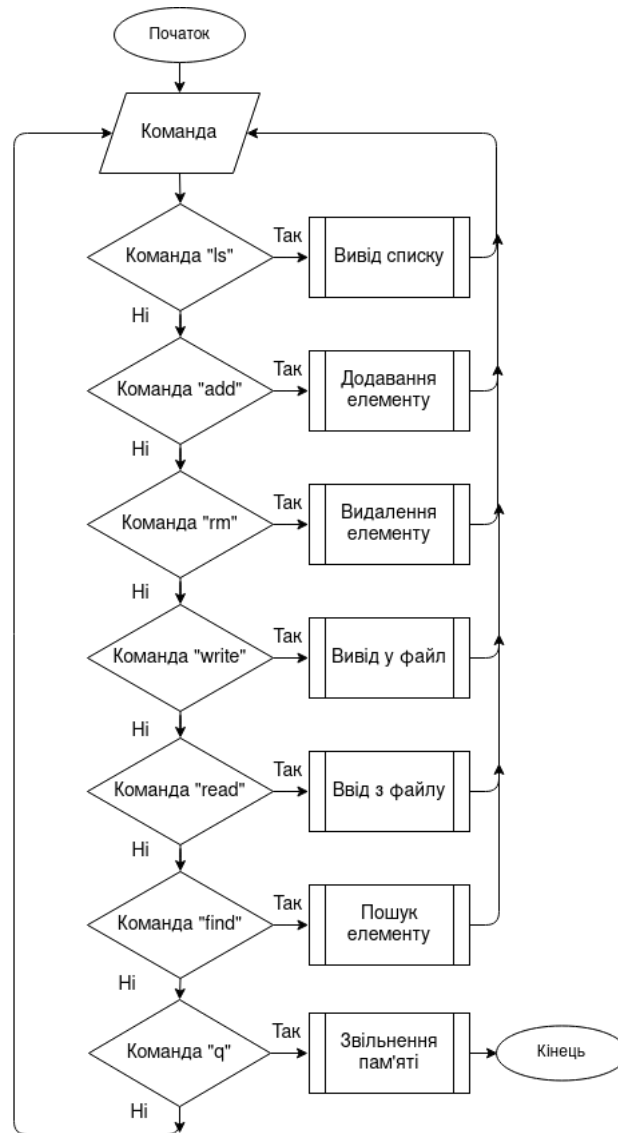 Початок
Команда
Команда "ls"
Так
Вивід списку
Ні
Команда "add"
Так
Додавання
елементу
Ні
Команда "rm"
Так
Видалення
елементу
Ні
Команда "write"
Так
Вивід у файл
Ні
Команда "read"
Так
Ввід з файлу
Ні
Команда "find"
Так
Пошук
елементу
Ні
Команда "q"
Так
Звільнення
пам'яті
Кінець
Ні